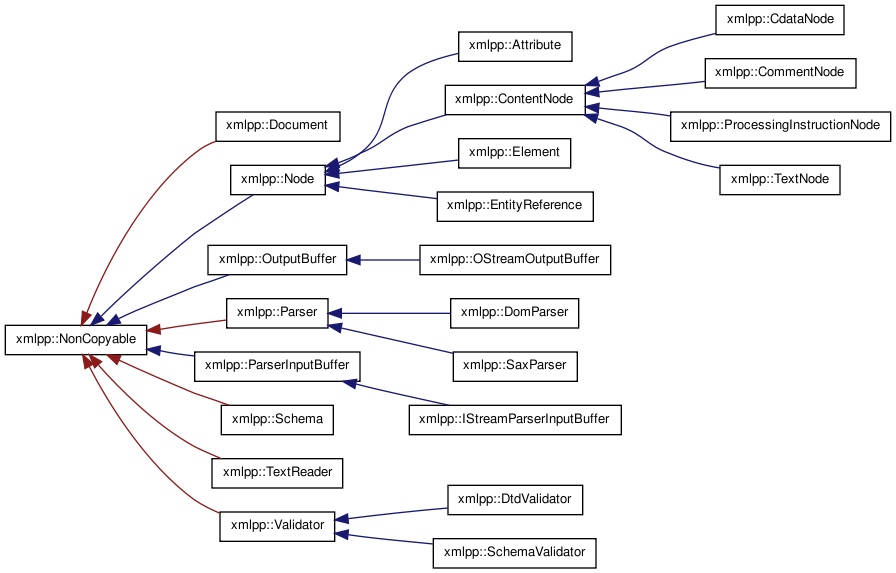 xmlpp::CdataNode
xmlpp::Attribute
xmlpp::CommentNode
xmlpp::ContentNode
xmlpp::Document
xmlpp::ProcessingInstructionNode
xmlpp::Element
xmlpp::Node
xmlpp::TextNode
xmlpp::EntityReference
xmlpp::OutputBuffer
xmlpp::OStreamOutputBuffer
xmlpp::Parser
xmlpp::DomParser
xmlpp::NonCopyable
xmlpp::ParserInputBuffer
xmlpp::SaxParser
xmlpp::Schema
xmlpp::IStreamParserInputBuffer
xmlpp::TextReader
xmlpp::DtdValidator
xmlpp::Validator
xmlpp::SchemaValidator